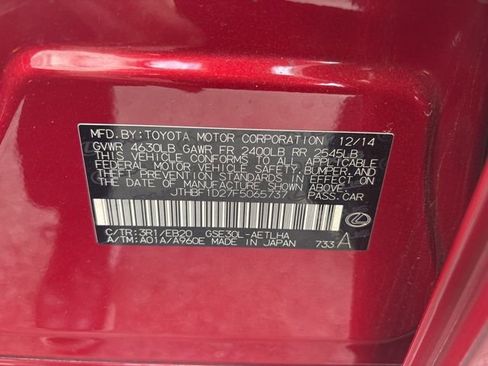 MFD.BY:TOYOTA MOTOR CORPORATION 12/14
GVWR 4630LB GAWR FR 2400LB RR 2545LB
THIS VEHICLE CONFORMS TO ALL APPLICABLE
FEDERAL MOTOR VEHICLE SAFETY, BUMPER, AND
THEFT PREVENTION STANDARDS IN EFFECT ON
THE DATE OF MANUFACTURE SHOWN ABOVE.
JTHBF1D27F5065737 PASS.CAR
C/TR:3R1/EB20 GSE30L-AETLHA
A/TM:A01A/A960E MADE IN JAPAN 733 A